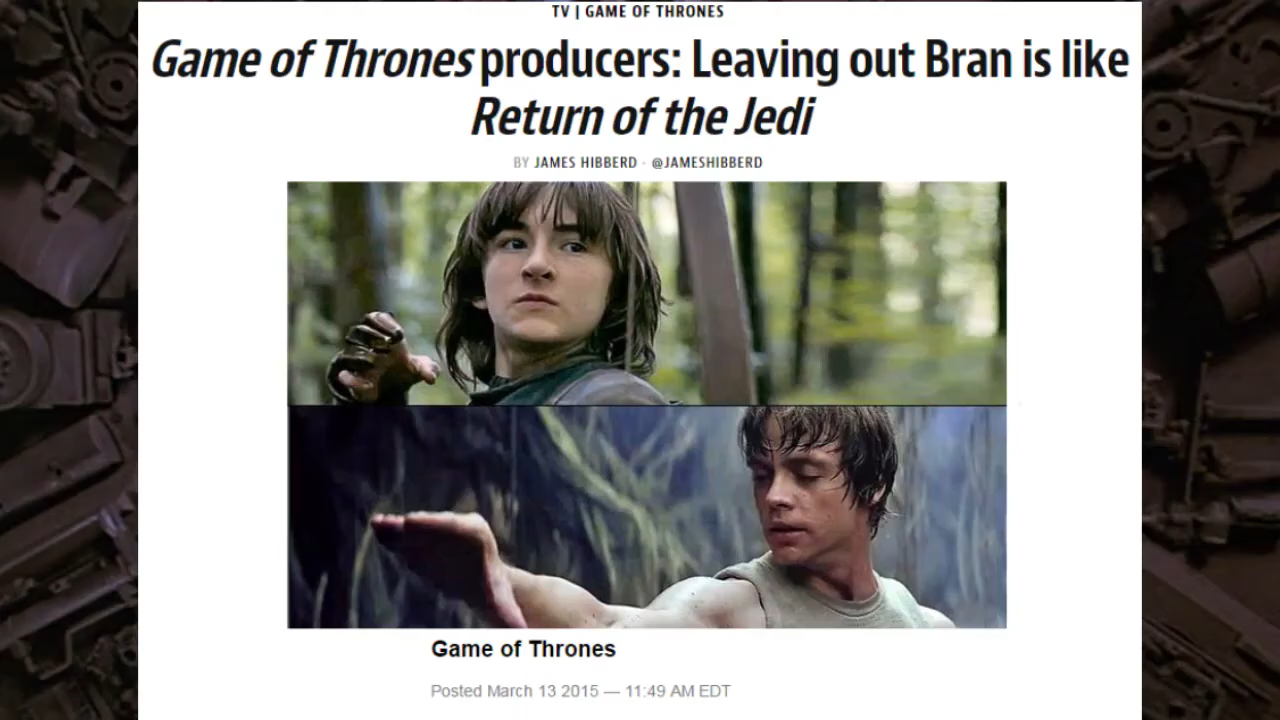 TV | GAME OF THRONES
Game of Thrones producers: Leaving out Bran is like
Return of the Jedi
BY JAMES HIBBERD · @JAMESHIBBERD
Game of Thrones
Posted March 13 2015 — 11:49 AM EDT